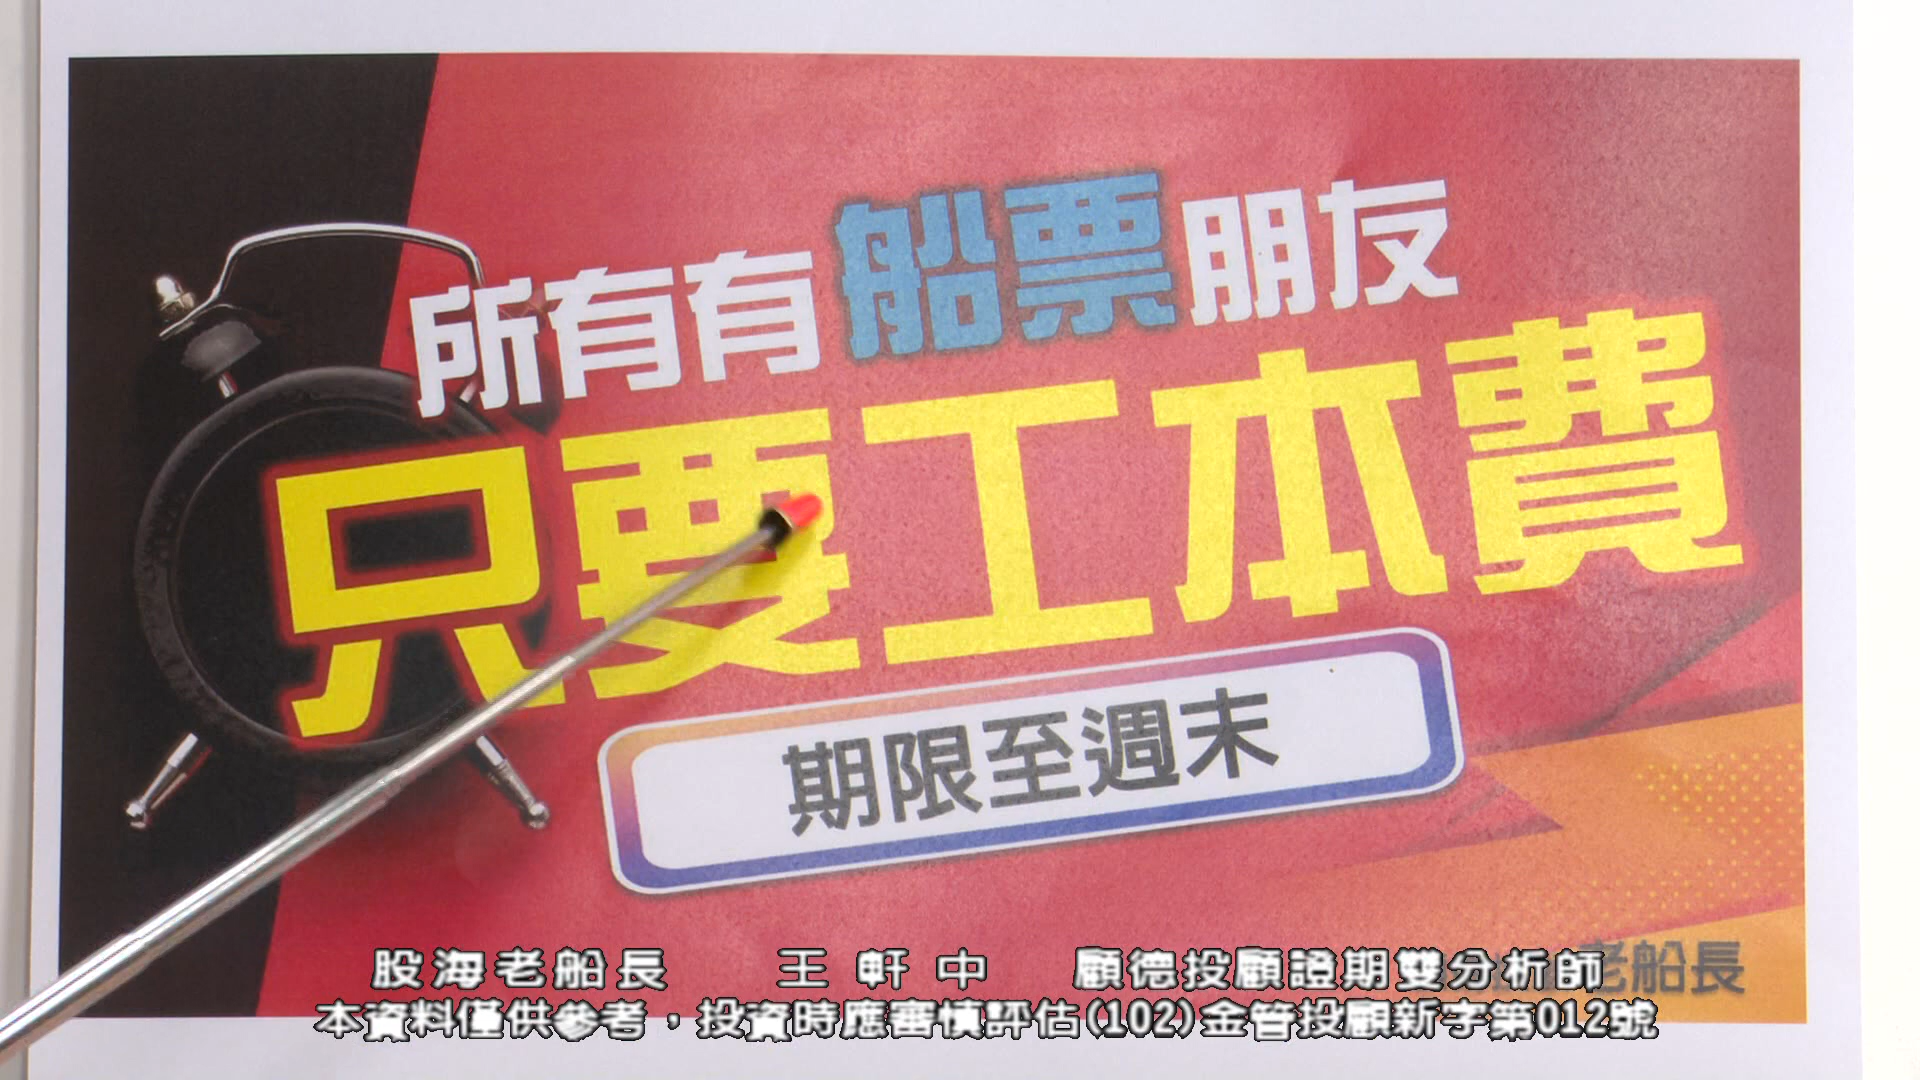 所有有船票朋友
只要工本費
期限至週末
老船長
股海老船長 王軒中 顧德投顧證期雙分析師
本資料僅供參考，投資時應審慎評估(102)金管投顧新字第012號